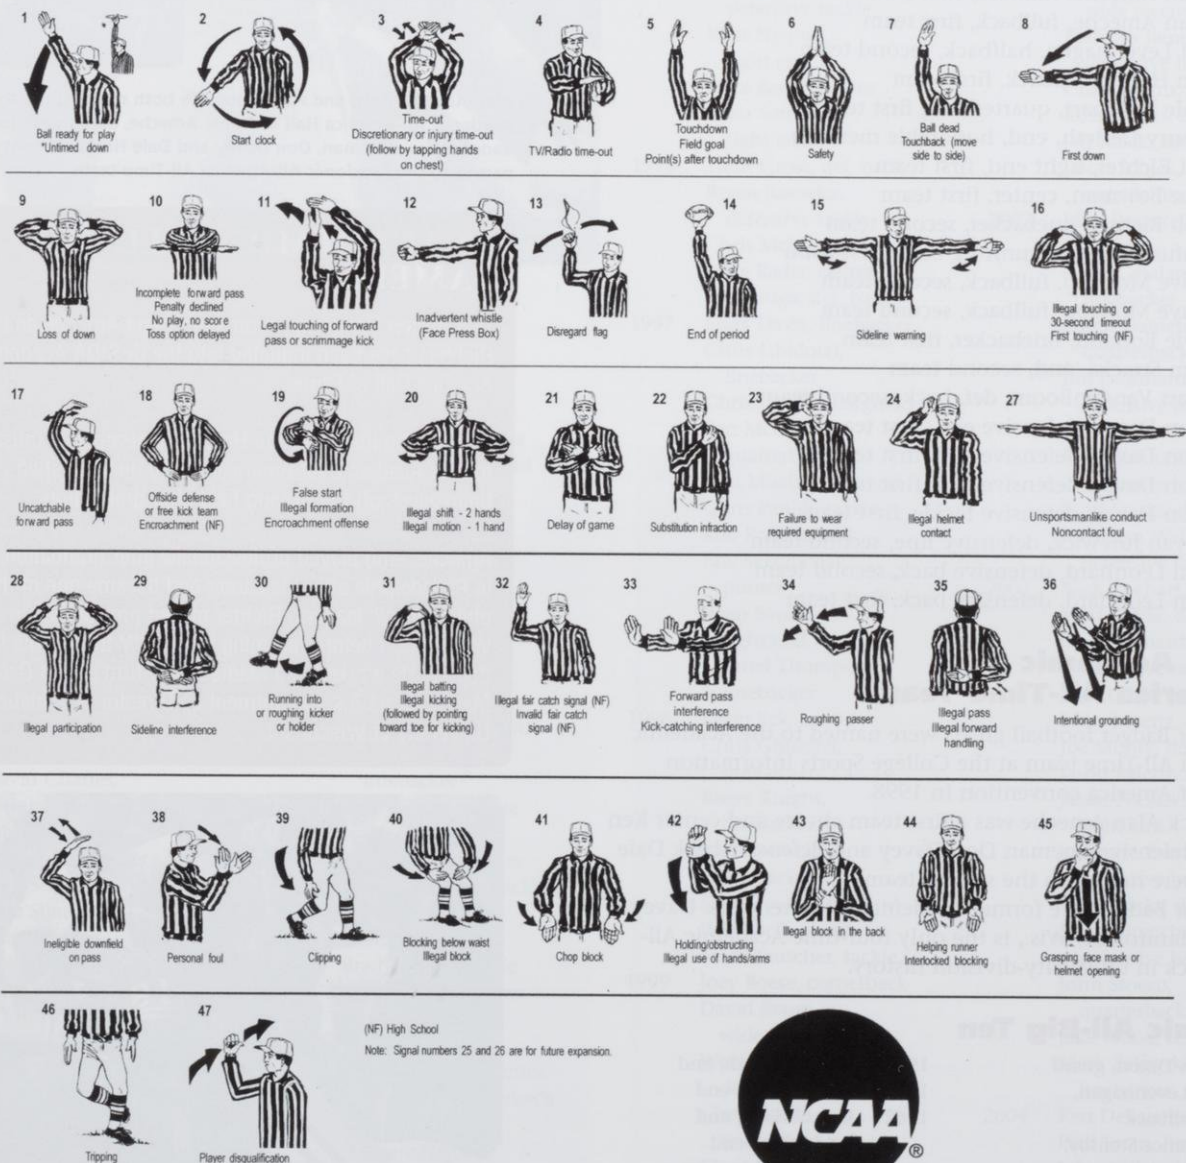 1
Ball ready for play
*Untimed down
2
Start clock
3
Time-out
Discretionary or injury time-out
(follow by tapping hands
on chest)
4
TV/Radio time-out
5
Touchdown
Field goal
Point(s) after touchdown
6
Safety
7
Ball dead
Touchback (move
side to side)
8
First down
9
Loss of down
10
Incomplete forward pass
Penalty declined
No play, no score
Toss option delayed
11
Legal touching of forward
pass or scrimmage kick
12
Inadvertent whistle
(Face Press Box)
13
Disregard flag
14
End of period
15
Sideline warning
16
Illegal touching or
30-second timeout
First touching (NF)
17
Uncatchable
forward pass
18
Offside defense
or free kick team
Encroachment (NF)
19
False start
Illegal formation
Encroachment offense
20
Illegal shift - 2 hands
Illegal motion - 1 hand
21
Delay of game
22
Substitution infraction
23
Failure to wear
required equipment
24
Illegal helmet
contact
27
Unsportsmanlike conduct
Noncontact foul
28
Illegal participation
29
Sideline interference
30
Running into
or roughing kicker
or holder
31
Illegal batting
Illegal kicking
(followed by pointing
toward toe for kicking)
32
Illegal fair catch signal (NF)
Invalid fair catch
signal (NF)
33
Forward pass
interference
Kick-catching interference
34
Roughing passer
35
Illegal pass
Illegal forward
handling
36
Intentional grounding
37
Ineligible downfield
on pass
38
Personal foul
39
Clipping
40
Blocking below waist
Illegal block
41
Chop block
42
Holding/obstructing
Illegal use of hands/arms
43
Illegal block in the back
44
Helping runner
Interlocked blocking
45
Grasping face mask or
helmet opening
46
Tripping
47
Player disqualification
(NF) High School
Note: Signal numbers 25 and 26 are for future expansion.
NCAA®